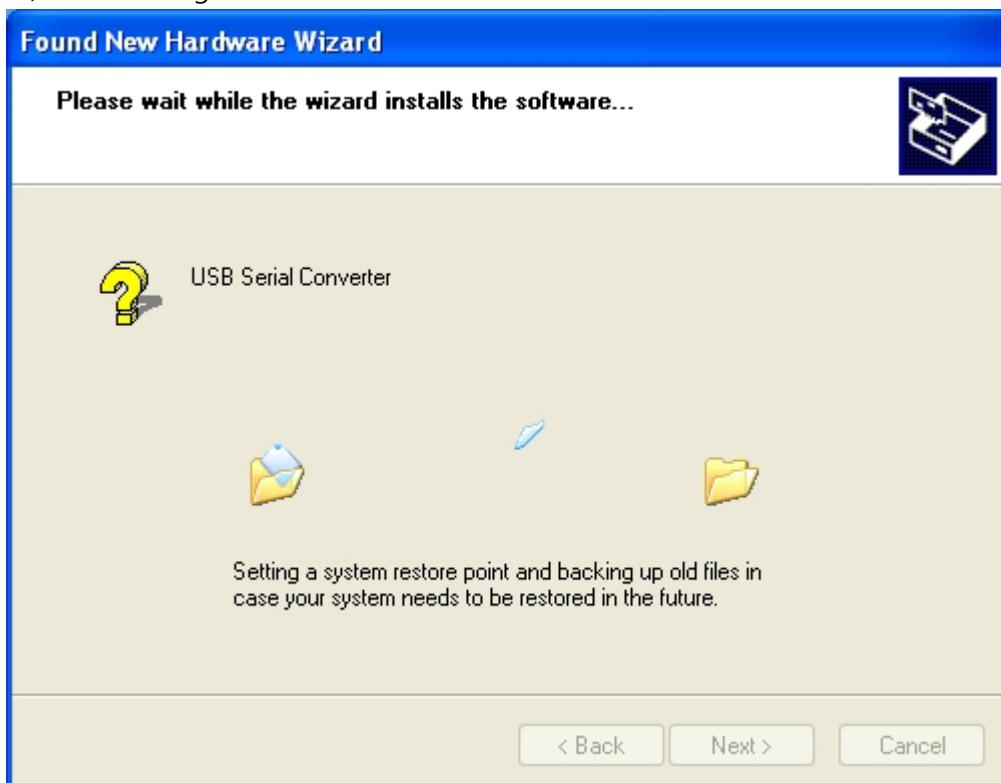 Found New Hardware Wizard
Please wait while the wizard installs the software...
USB Serial Converter
Setting a system restore point and backing up old files in
case your system needs to be restored in the future.
< Back
Next >
Cancel